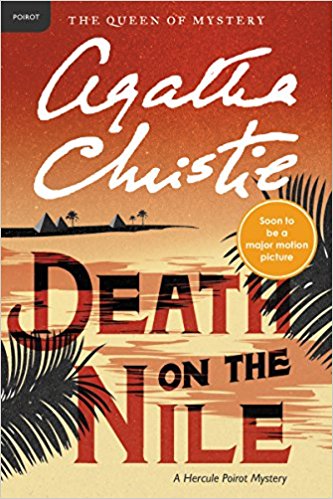 POIROT
THE QUEEN OF MYSTERY
Agatha
Christie
Soon to
be a
major motion
picture
DEATH
ON THE
NILE
A Hercule Poirot Mystery